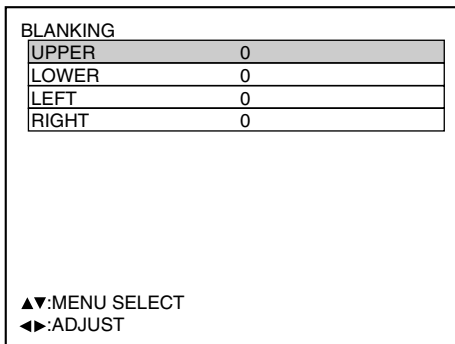 BLANKING
UPPER 0
LOWER 0
LEFT 0
RIGHT 0
▲▼:MENU SELECT
◀▶:ADJUST